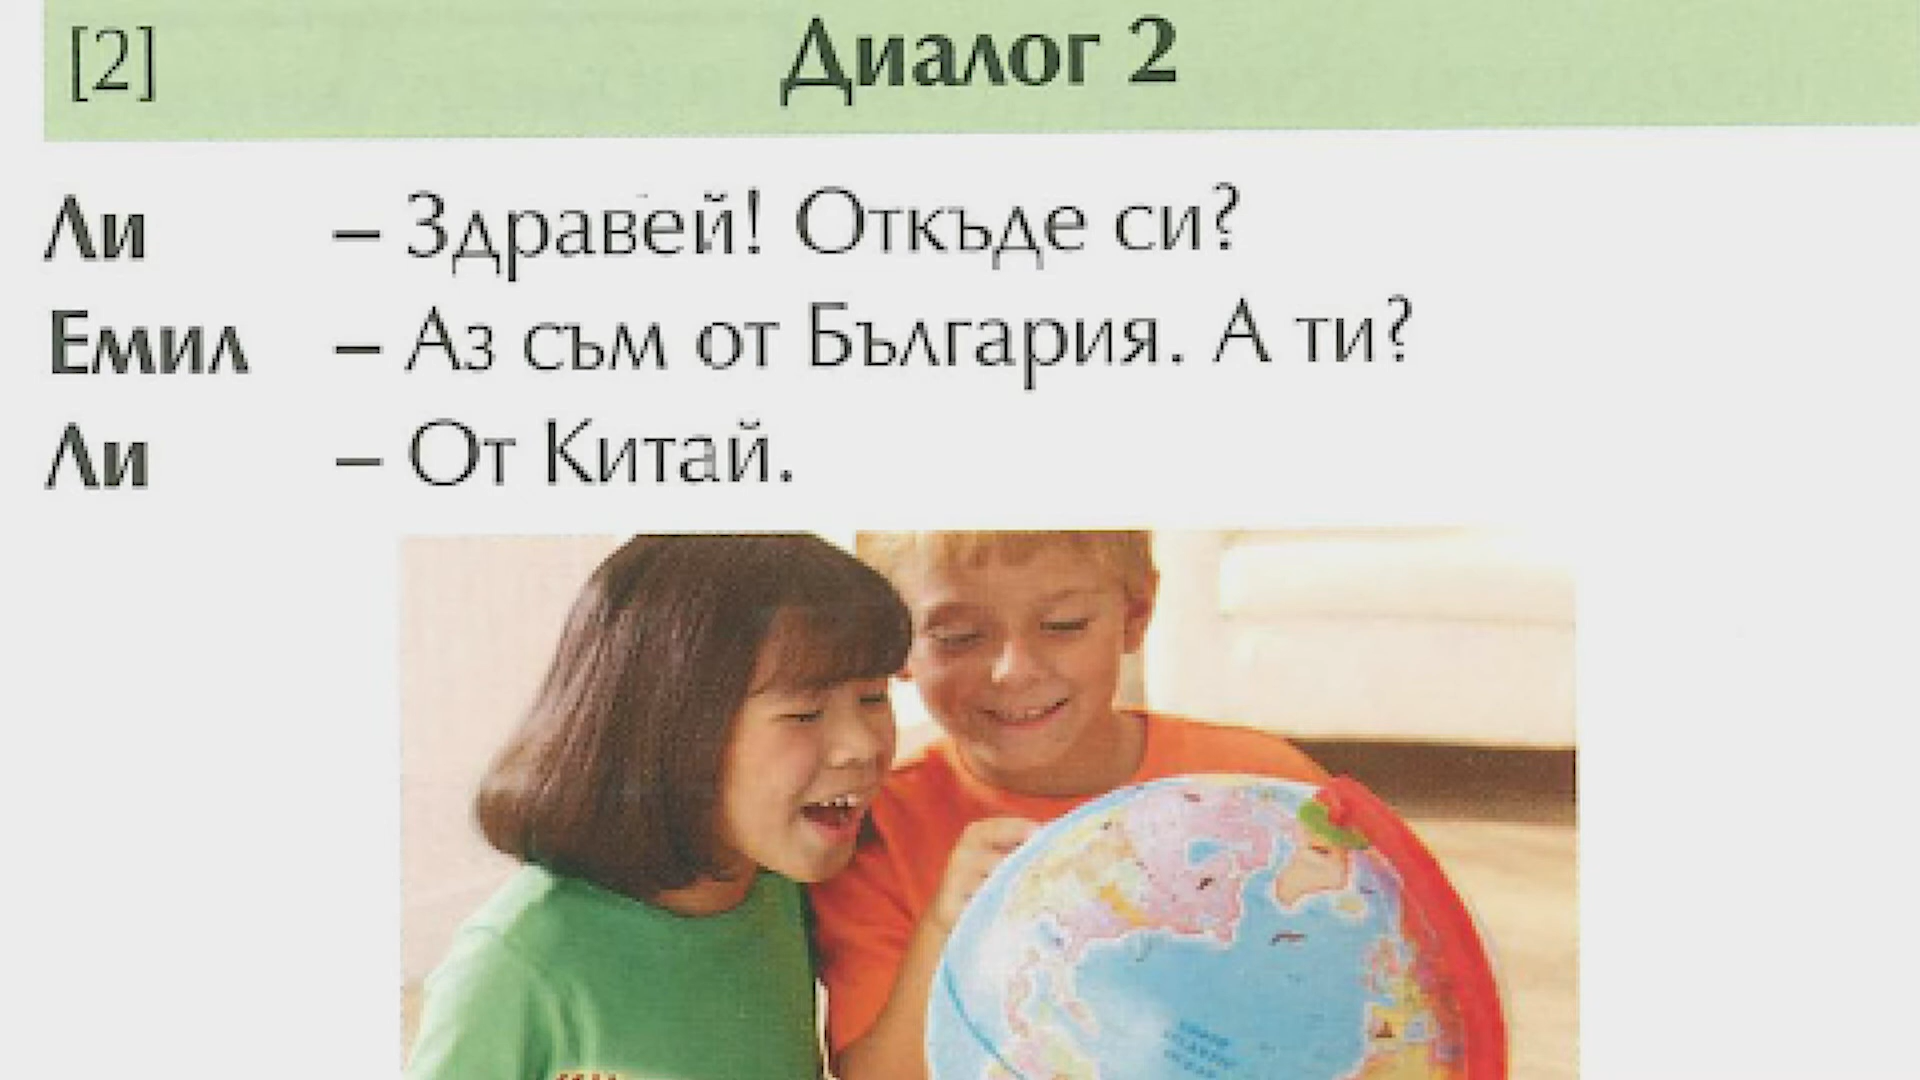 [2] Диалог 2
Ли – Здравей! Откъде си?
Емил – Аз съм от България. А ти?
Ли – От Китай.